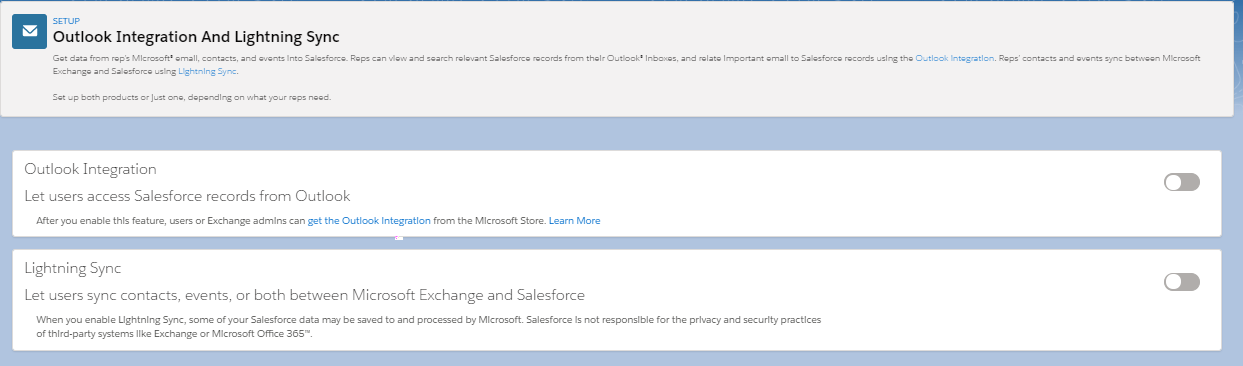 SETUP
Outlook Integration And Lightning Sync
Get data from rep's Microsoft® email, contacts, and events into Salesforce. Reps can view and search relevant Salesforce records from their Outlook® inboxes, and relate important email to Salesforce records using the Outlook Integration. Reps' contacts and events sync between Microsoft
Exchange and Salesforce using Lightning Sync.
Set up both products or just one, depending on what your reps need.
Outlook Integration
Let users access Salesforce records from Outlook
After you enable this feature, users or Exchange admins can get the Outlook Integration from the Microsoft Store. Learn More
Lightning Sync
Let users sync contacts, events, or both between Microsoft Exchange and Salesforce
When you enable Lightning Sync, some of your Salesforce data may be saved to and processed by Microsoft. Salesforce is not responsible for the privacy and security practices
of third-party systems like Exchange or Microsoft Office 365™.